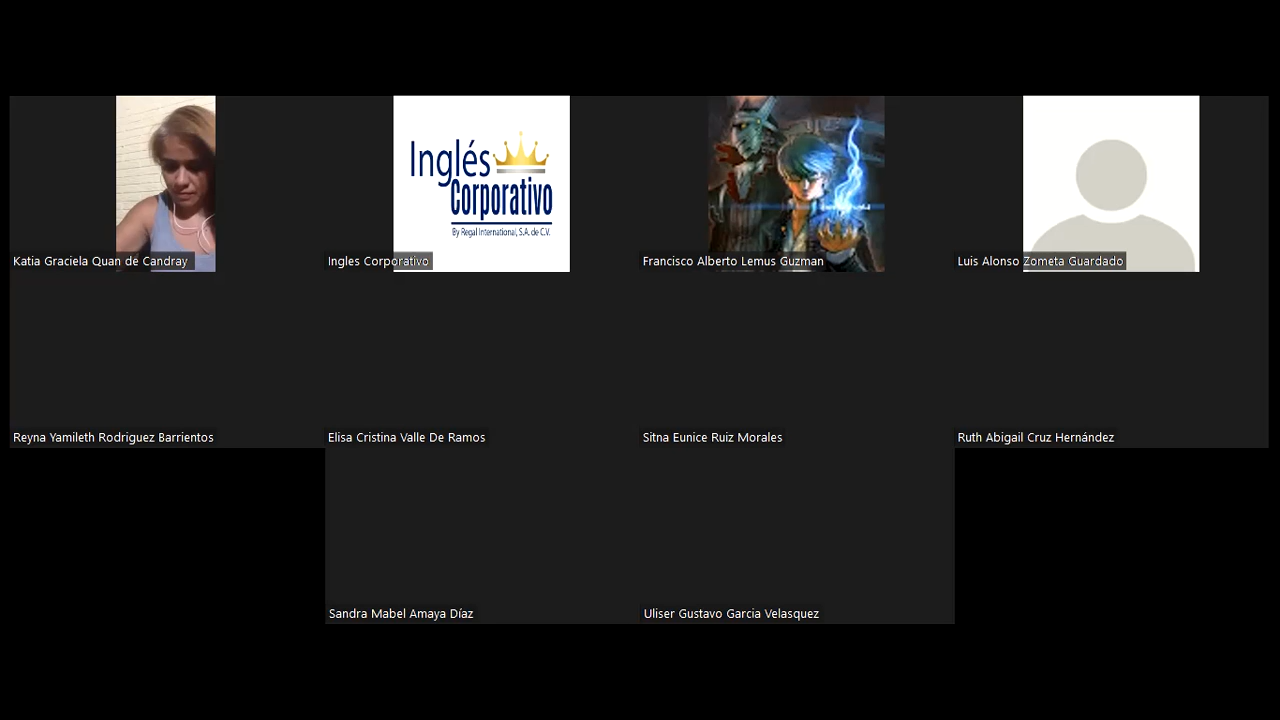 Inglés
Corporativo
By Regal International, S.A. de C.V.
Katia Graciela Quan de Candray
Ingles Corporativo
Francisco Alberto Lemus Guzman
Luis Alonso Zometa Guardado
Reyna Yamileth Rodriguez Barrientos
Elisa Cristina Valle De Ramos
Sitna Eunice Ruiz Morales
Ruth Abigail Cruz Hernández
Sandra Mabel Amaya Díaz
Uliser Gustavo Garcia Velasquez